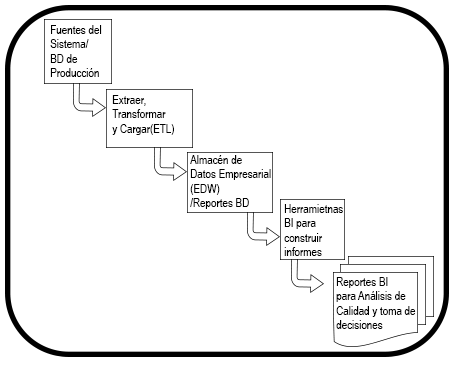 Fuentes del
Sistema/
BD de
Producción
Extraer,
Transformar
y Cargar(ETL)
Almacén de
Datos Empresarial
(EDW)
/Reportes BD
Herramietnas
BI para
construir
informes
Reportes BI
para Análisis de
Calidad y toma de
decisiones